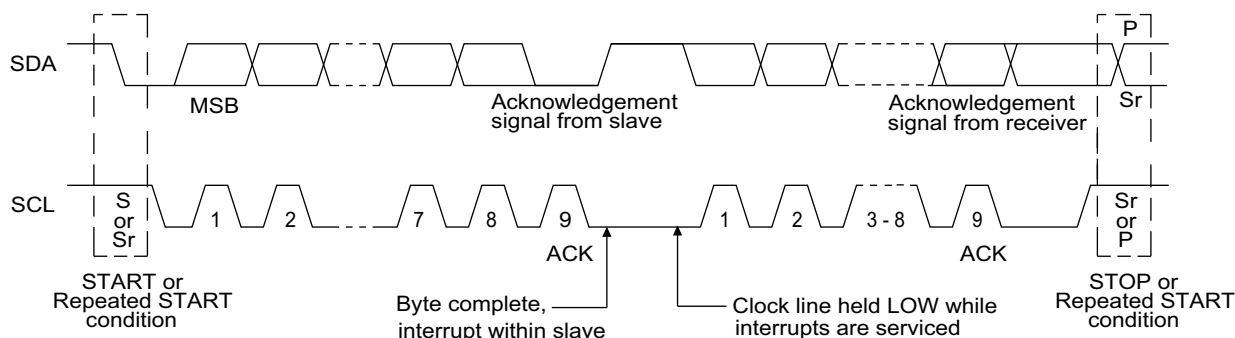 P
SDA
MSB
Acknowledgement
signal from slave
Acknowledgement
signal from receiver
Sr
SCL
S
or
Sr
1
2
7
8
9
1
2
3 - 8
9
Sr
or
P
ACK
ACK
START or
Repeated START
condition
Byte complete,
interrupt within slave
Clock line held LOW while
interrupts are serviced
STOP or
Repeated START
condition